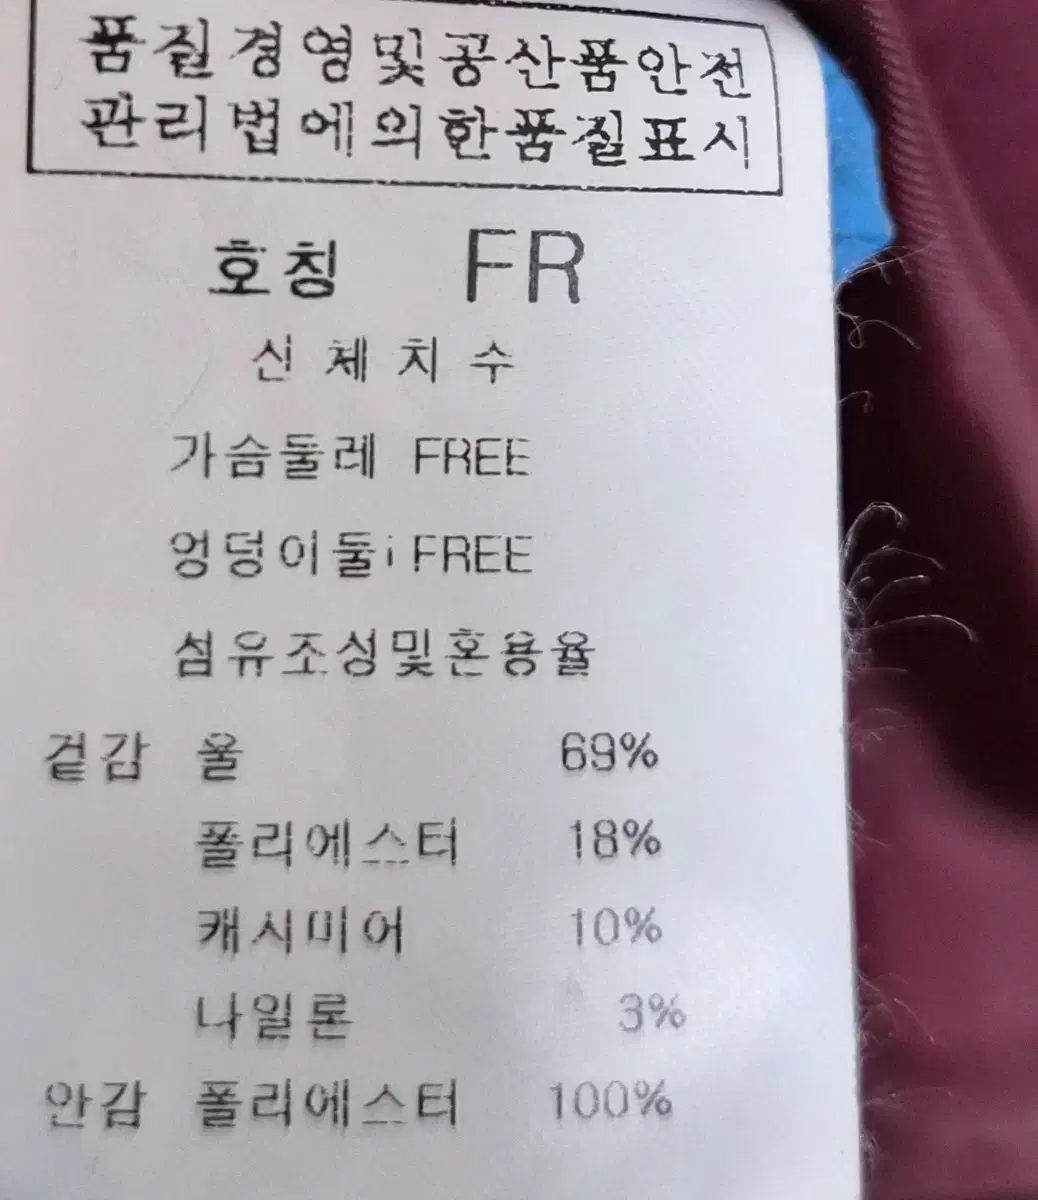 품질경영및공산품안전
관리법에의한품질표시
호칭 FR
신체치수
가슴둘레 FREE
엉덩이둘i FREE
섬유조성및혼용율
겉감 울 69%
폴리에스터 18%
캐시미어 10%
나일론 3%
안감 폴리에스터 100%